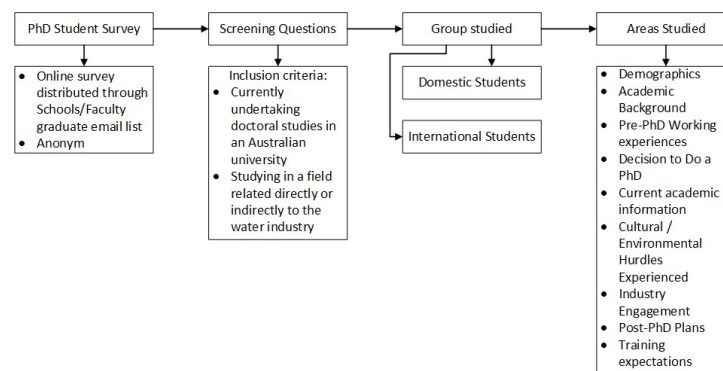 PhD Student Survey
Online survey
distributed through
Schools/Faculty
graduate email list
Anonym
Screening Questions
Inclusion criteria:
Currently
undertaking
doctoral studies in
an Australian
university
Studying in a field
related directly or
indirectly to the
water industry
Group studied
Domestic Students
International Students
Areas Studied
Demographics
Academic
Background
Pre-PhD Working
experiences
Decision to Do a
PhD
Current academic
information
Cultural /
Environmental
Hurdles
Experienced
Industry
Engagement
Post-PhD Plans
Training
expectations